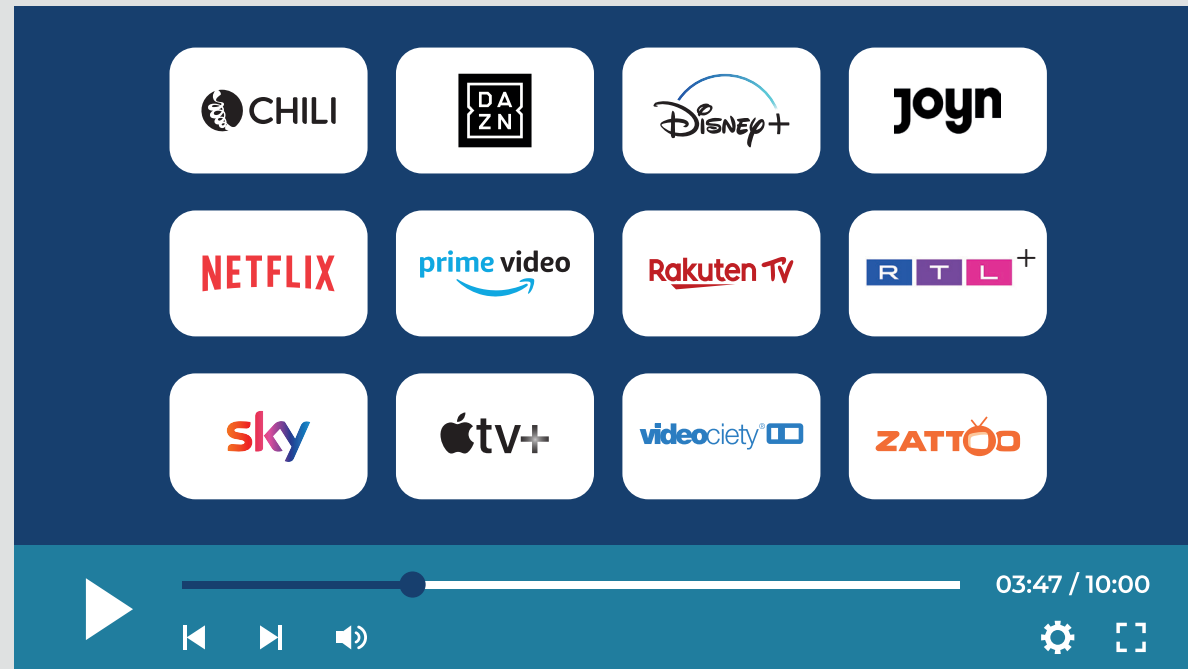 CHILI
DA
ZN
Disney+
joyn
NETFLIX
prime video
Rakuten TV
RTL+
sky
tv+
videociety®
ZATTOO
03:47 / 10:00